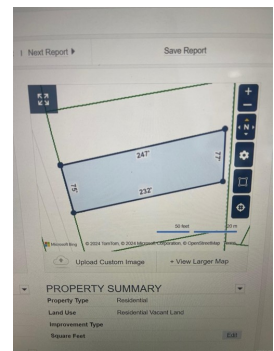 Next Report
Save Report
+
−
N
247'
77'
75'
232'
50 feet
20 m
Microsoft Bing
© 2024 TomTom, © 2024 Microsoft Corporation, © OpenStreetMap
Upload Custom Image
+ View Larger Map
PROPERTY SUMMARY
Property Type Residential
Land Use Residential Vacant Land
Improvement Type
Square Feet
Edit